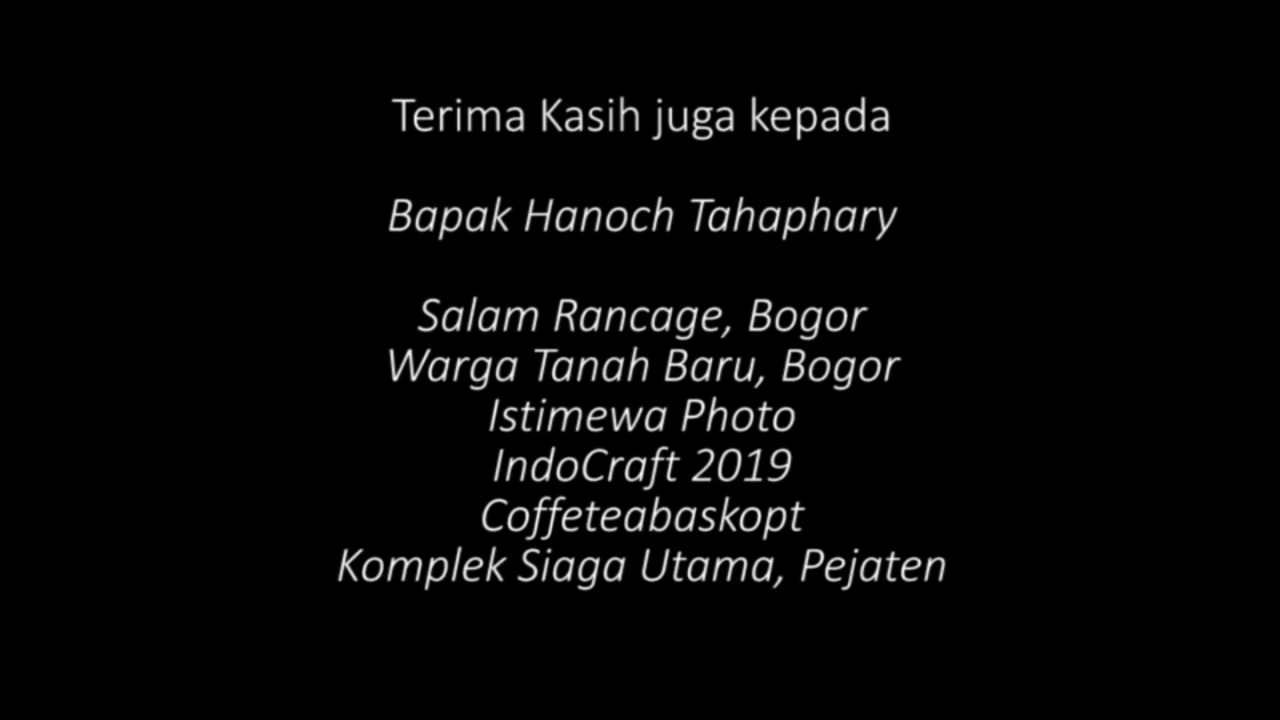 Terima Kasih juga kepada
Bapak Hanoch Tahaphary
Salam Rancage, Bogor
Warga Tanah Baru, Bogor
Istimewa Photo
IndoCraft 2019
Coffeteabaskopt
Komplek Siaga Utama, Pejaten